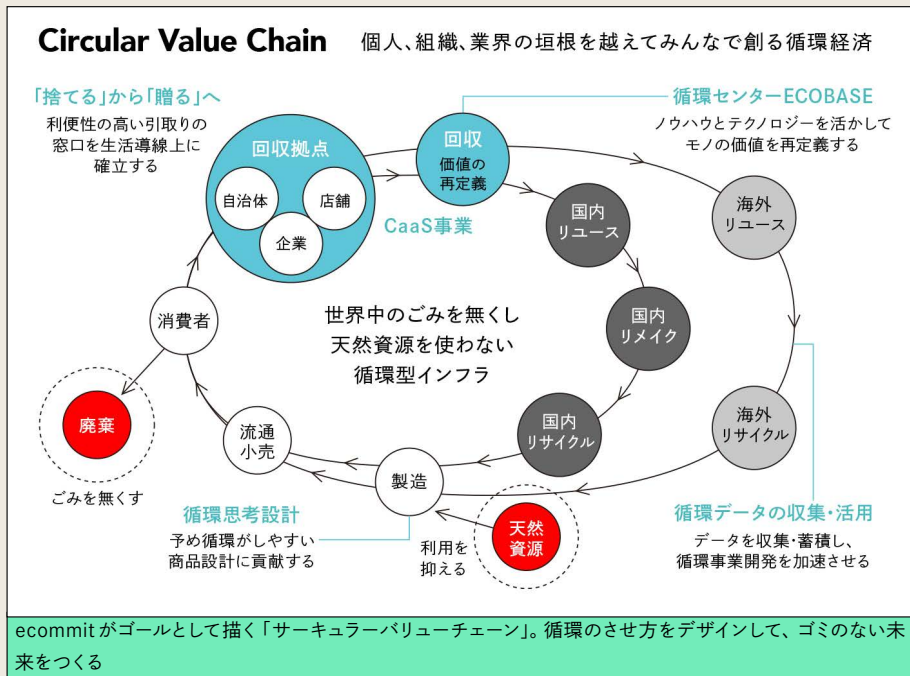 Circular Value Chain
個人、組織、業界の垣根を越えてみんなで創る循環経済
「捨てる」から「贈る」へ
利便性の高い引取りの
窓口を生活導線上に
確立する
回収拠点
自治体
店舗
企業
回収
価値の
再定義
CaaS事業
循環センターECOBASE
ノウハウとテクノロジーを活かして
モノの価値を再定義する
国内
リユース
海外
リユース
消費者
世界中のごみを無くし
天然資源を使わない
循環型インフラ
国内
リメイク
廃棄
ごみを無くす
流通
小売
国内
リサイクル
海外
リサイクル
製造
循環思考設計
予め循環がしやすい
商品設計に貢献する
利用を
抑える
天然
資源
循環データの収集・活用
データを収集・蓄積し、
循環事業開発を加速させる
ecommitがゴールとして描く「サーキュラーバリューチェーン」。循環のさせ方をデザインして、ゴミのない未
来をつくる